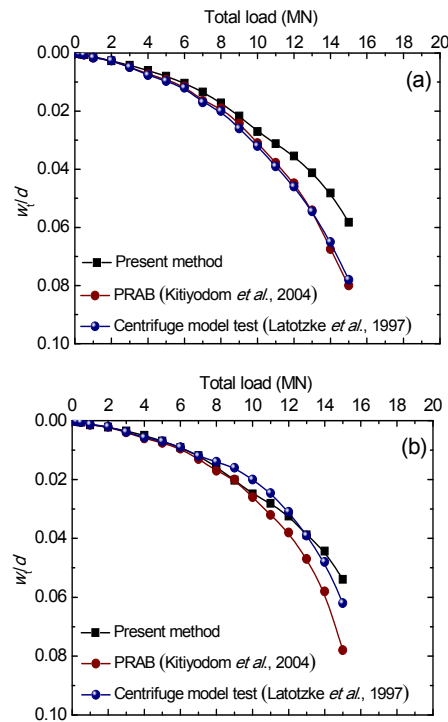 Total load (MN)
0 2 4 6 8 10 12 14 16 18 20
0.00
(a)
0.02
0.04
wt/d
0.06
Present method
0.08
PRAB (Kitiyodom et al., 2004)
Centrifuge model test (Latotzke et al., 1997)
0.10
Total load (MN)
0 2 4 6 8 10 12 14 16 18 20
0.00
(b)
0.02
0.04
wt/d
0.06
Present method
0.08
PRAB (Kitiyodom et al., 2004)
Centrifuge model test (Latotzke et al., 1997)
0.10